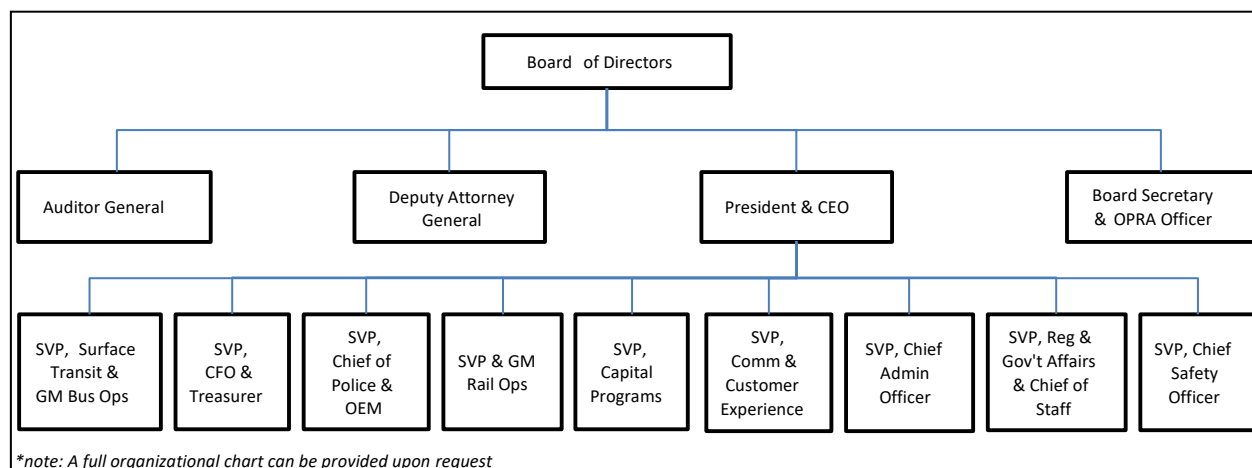 Board of Directors
Auditor General
Deputy Attorney
General
President & CEO
Board Secretary
& OPRA Officer
SVP, Surface
Transit &
GM Bus Ops
SVP,
CFO &
Treasurer
SVP,
Chief of
Police &
OEM
SVP & GM
Rail Ops
SVP,
Capital
Programs
SVP,
Comm &
Customer
Experience
SVP, Chief
Admin
Officer
SVP, Reg &
Gov't Affairs
& Chief of
Staff
SVP, Chief
Safety
Officer
*note: A full organizational chart can be provided upon request